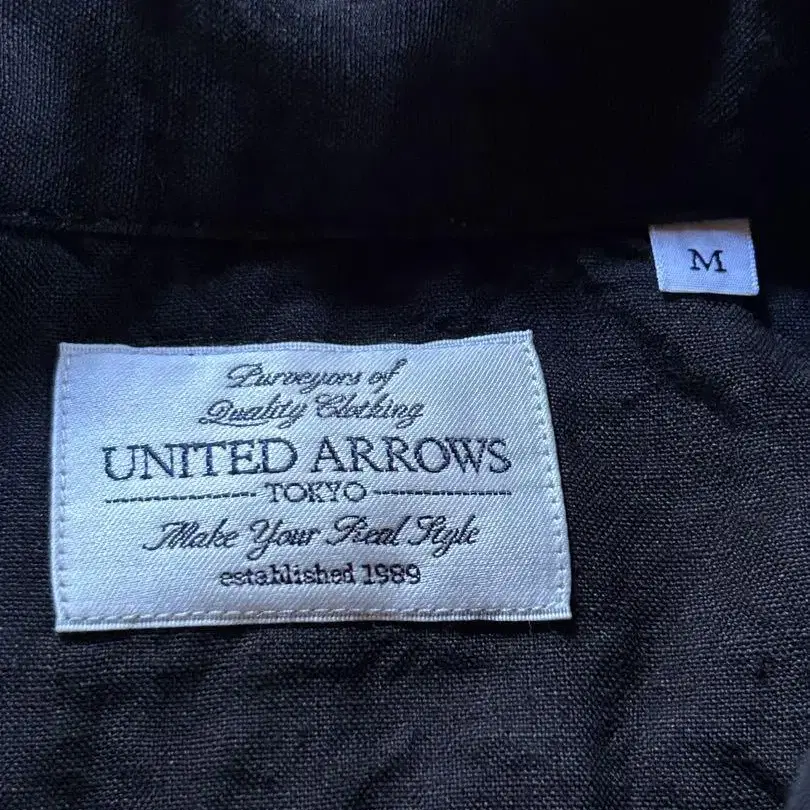 M
Purveyors of
Quality Clothing
UNITED ARROWS
TOKYO
Make Your Real Style
established 1989